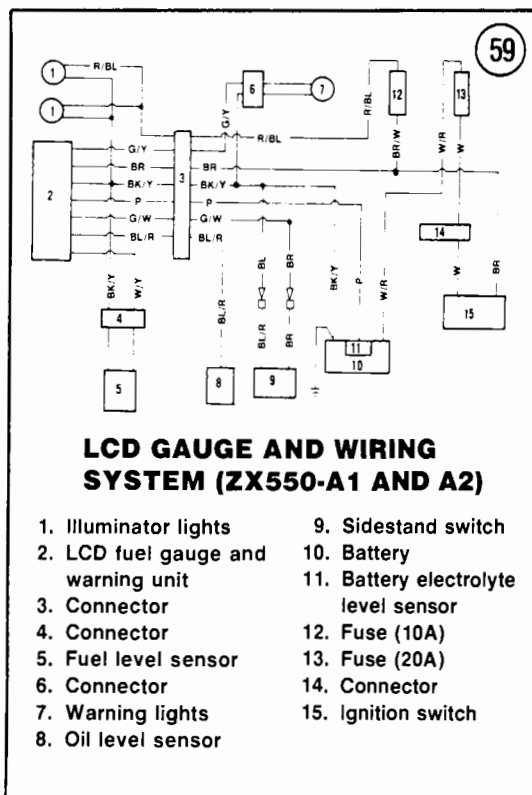 59
R/BL
1
1
6
7
12
13
G/Y
R/BL
R/BL
BR/W
W/R
W
2
3
G/Y
BR
BR
BK/Y
BK/Y
P
P
G/W
G/W
BL/R
BL/R
14
BK/Y
W/Y
BL/R
BL
BR
BK/Y
P
W/R
W
BR
15
4
BL/R
BR
5
8
9
11
10
LCD GAUGE AND WIRING
SYSTEM (ZX550-A1 AND A2)
1. Illuminator lights
2. LCD fuel gauge and
warning unit
3. Connector
4. Connector
5. Fuel level sensor
6. Connector
7. Warning lights
8. Oil level sensor
9. Sidestand switch
10. Battery
11. Battery electrolyte
level sensor
12. Fuse (10A)
13. Fuse (20A)
14. Connector
15. Ignition switch